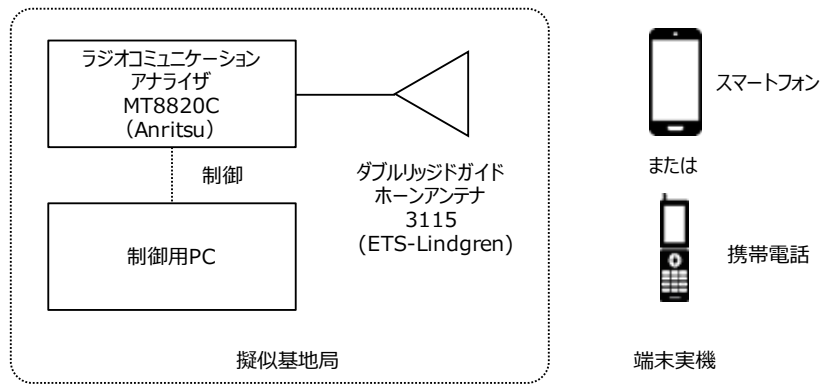 ラジオコミュニケーション
アナライザ
MT8820C
（Anritsu）
制御
制御用PC
ダブルリッジドガイド
ホーンアンテナ
3115
(ETS-Lindgren)
擬似基地局
スマートフォン
または
携帯電話
端末実機